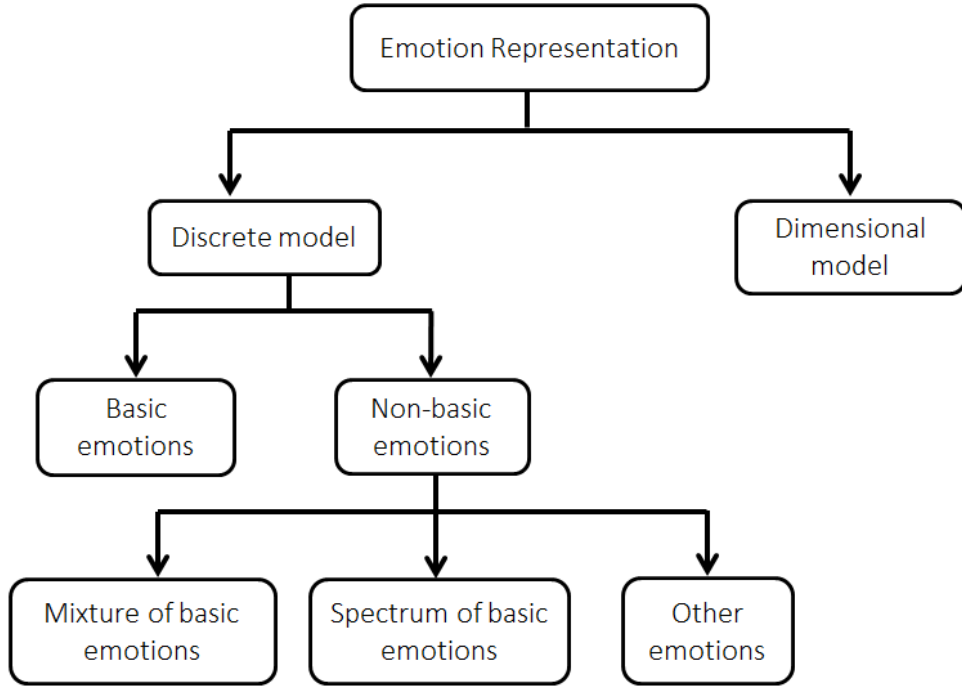 Emotion Representation
Discrete model
Dimensional
model
Basic
emotions
Non-basic
emotions
Mixture of basic
emotions
Spectrum of basic
emotions
Other
emotions